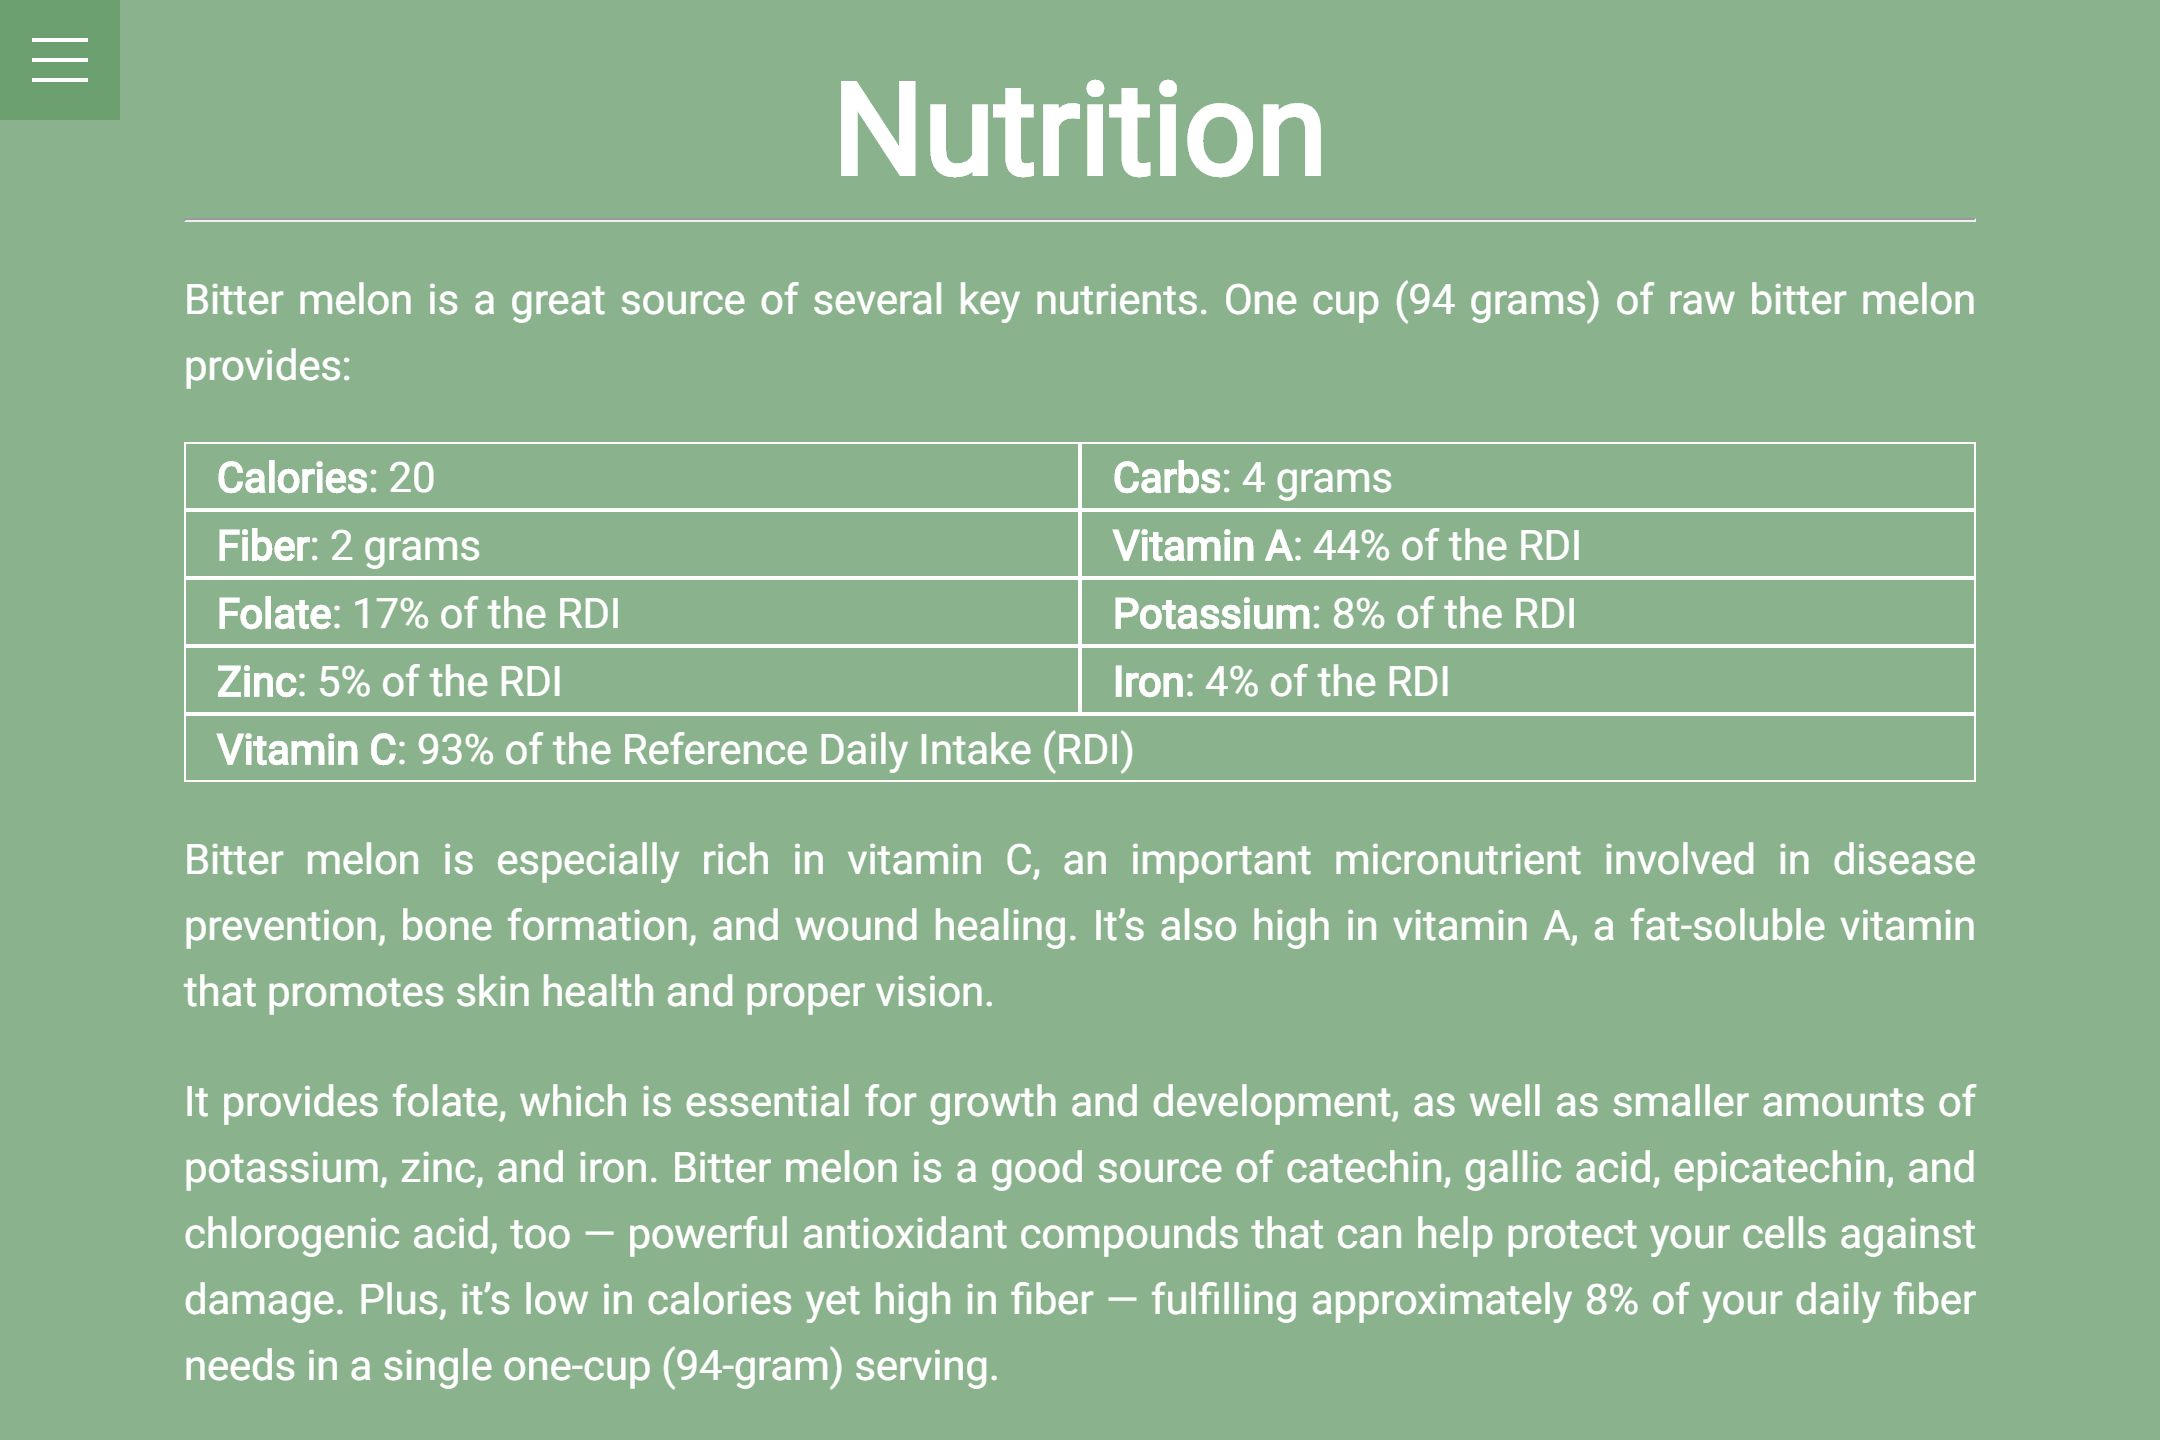 Nutrition
Bitter melon is a great source of several key nutrients. One cup (94 grams) of raw bitter melon
provides:
Calories: 20
Carbs: 4 grams
Fiber: 2 grams
Vitamin A: 44% of the RDI
Folate: 17% of the RDI
Potassium: 8% of the RDI
Zinc: 5% of the RDI
Iron: 4% of the RDI
Vitamin C: 93% of the Reference Daily Intake (RDI)
Bitter melon is especially rich in vitamin C, an important micronutrient involved in disease
prevention, bone formation, and wound healing. It’s also high in vitamin A, a fat-soluble vitamin
that promotes skin health and proper vision.
It provides folate, which is essential for growth and development, as well as smaller amounts of
potassium, zinc, and iron. Bitter melon is a good source of catechin, gallic acid, epicatechin, and
chlorogenic acid, too — powerful antioxidant compounds that can help protect your cells against
damage. Plus, it’s low in calories yet high in fiber — fulfilling approximately 8% of your daily fiber
needs in a single one-cup (94-gram) serving.